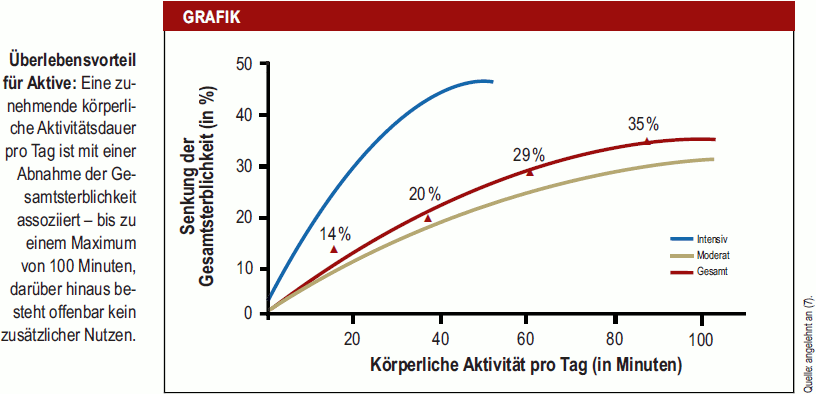 Überlebensvorteil
für Aktive: Eine zu-
nehmende körperli-
che Aktivitätsdauer
pro Tag ist mit einer
Abnahme der Ge-
samtsterblichkeit
assoziiert – bis zu
einem Maximum
von 100 Minuten,
darüber hinaus be-
steht offenbar kein
zusätzlicher Nutzen.
GRAFIK
Senkung der
Gesamtsterblichkeit (in %)
50
40
30
20
10
0
14 %
20 %
29 %
35 %
Intensiv
Moderat
Gesamt
20
40
60
80
100
Körperliche Aktivität pro Tag (in Minuten)
Quelle: angelehnt an (7).